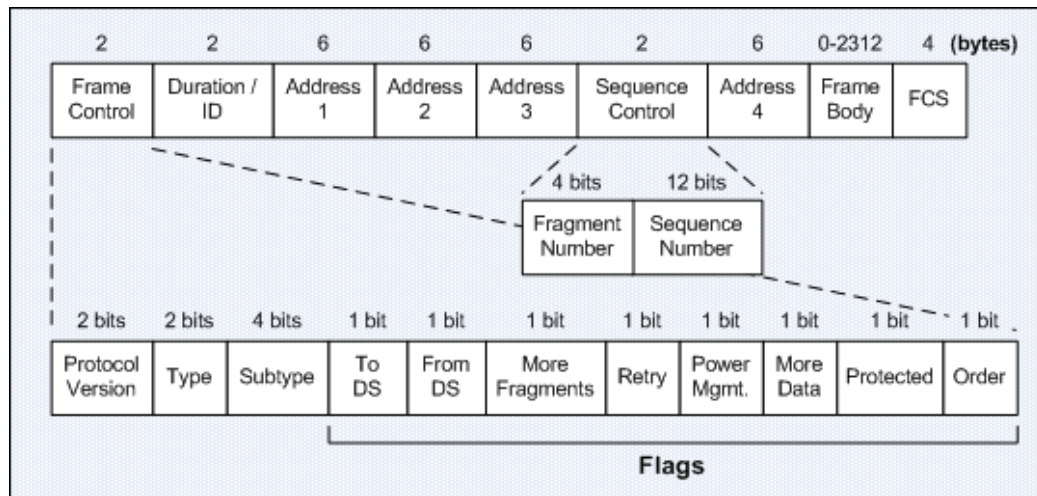 2 2 6 6 6 2 6 0-2312 4 (bytes)
Frame Control
Duration / ID
Address 1
Address 2
Address 3
Sequence Control
Address 4
Frame Body
FCS
4 bits 12 bits
Fragment Number
Sequence Number
2 bits 2 bits 4 bits 1 bit 1 bit 1 bit 1 bit 1 bit 1 bit 1 bit 1 bit
Protocol Version
Type
Subtype
To DS
From DS
More Fragments
Retry
Power Mgmt.
More Data
Protected
Order
Flags